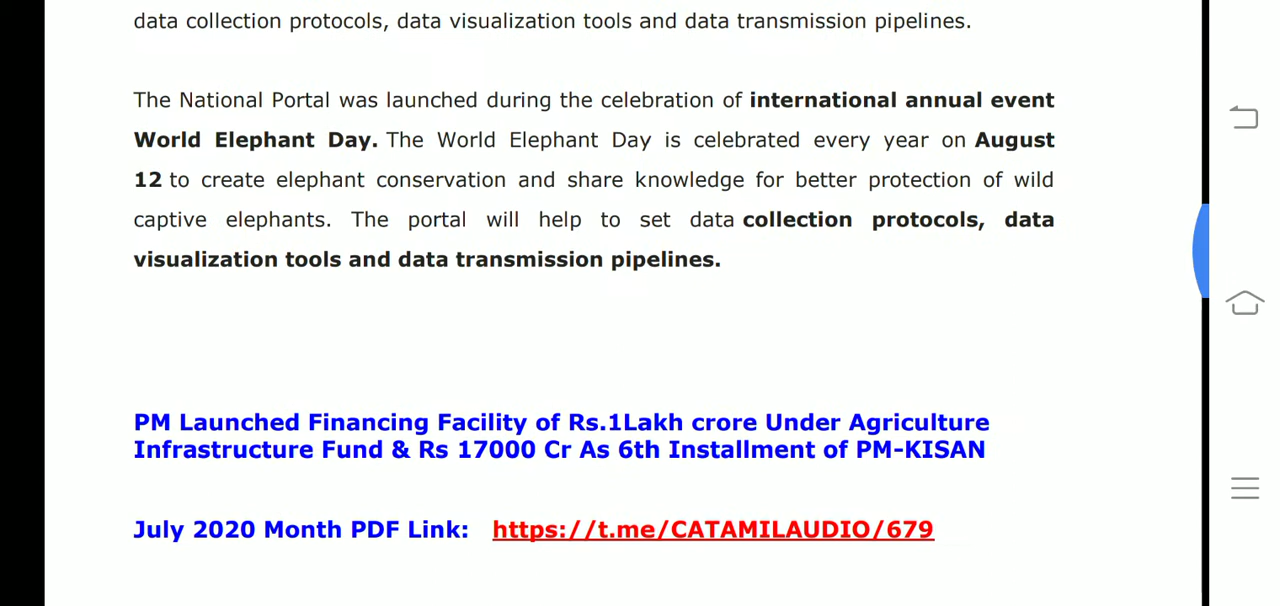 data collection protocols, data visualization tools and data transmission pipelines.
The National Portal was launched during the celebration of international annual event
World Elephant Day. The World Elephant Day is celebrated every year on August
12 to create elephant conservation and share knowledge for better protection of wild
captive elephants. The portal will help to set data collection protocols, data
visualization tools and data transmission pipelines.
PM Launched Financing Facility of Rs.1Lakh crore Under Agriculture
Infrastructure Fund & Rs 17000 Cr As 6th Installment of PM-KISAN
July 2020 Month PDF Link: https://t.me/CATAMILAUDIO/679